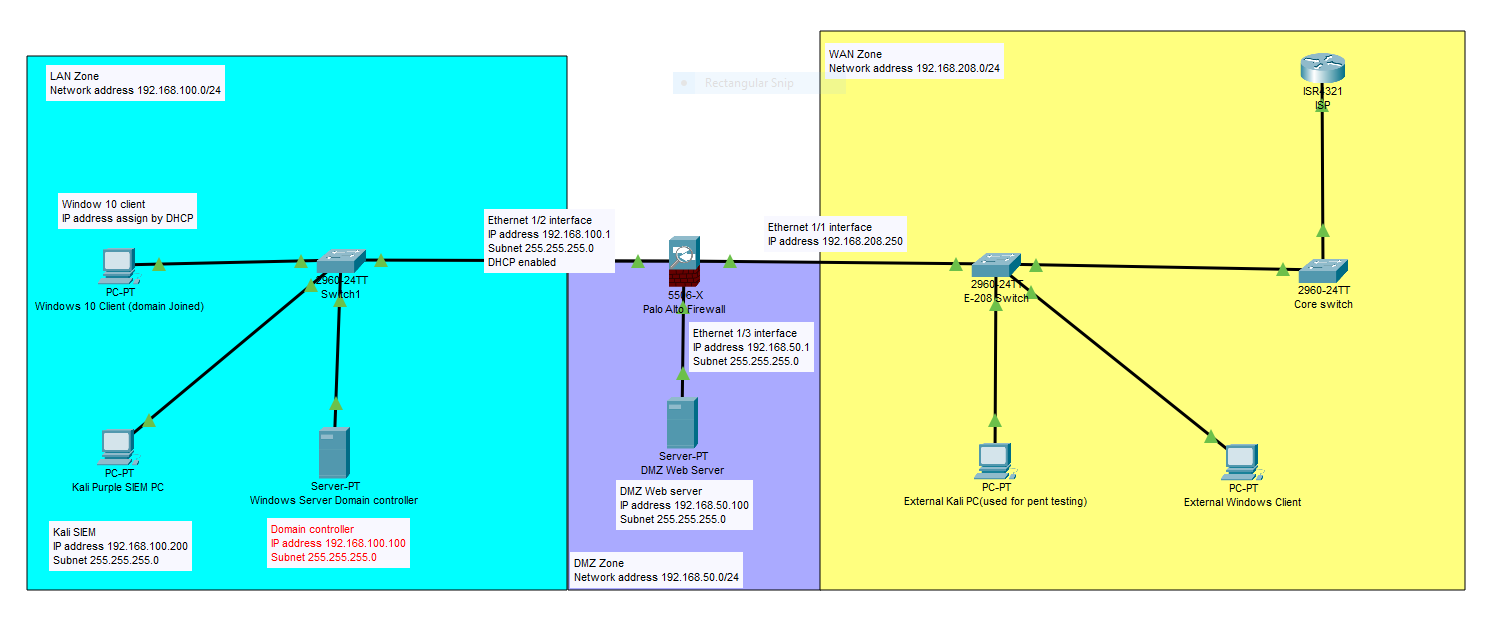 LAN Zone
Network address 192.168.100.0/24
Rectangular Snip
WAN Zone
Network address 192.168.208.0/24
ISR4321
ISP
Window 10 client
IP address assign by DHCP
PC-PT
Windows 10 Client (domain Joined)
2960-24TT
Switch1
Ethernet 1/2 interface
IP address 192.168.100.1
Subnet 255.255.255.0
DHCP enabled
5506-X
Palo Alto Firewall
Ethernet 1/1 interface
IP address 192.168.208.250
2960-24TT
E-208 Switch
2960-24TT
Core switch
Ethernet 1/3 interface
IP address 192.168.50.1
Subnet 255.255.255.0
PC-PT
Kali Purple SIEM PC
Server-PT
Windows Server Domain controller
Server-PT
DMZ Web Server
PC-PT
External Kali PC(used for pent testing)
PC-PT
External Windows Client
Kali SIEM
IP address 192.168.100.200
Subnet 255.255.255.0
Domain controller
IP address 192.168.100.100
Subnet 255.255.255.0
DMZ Web server
IP address 192.168.50.100
Subnet 255.255.255.0
DMZ Zone
Network address 192.168.50.0/24